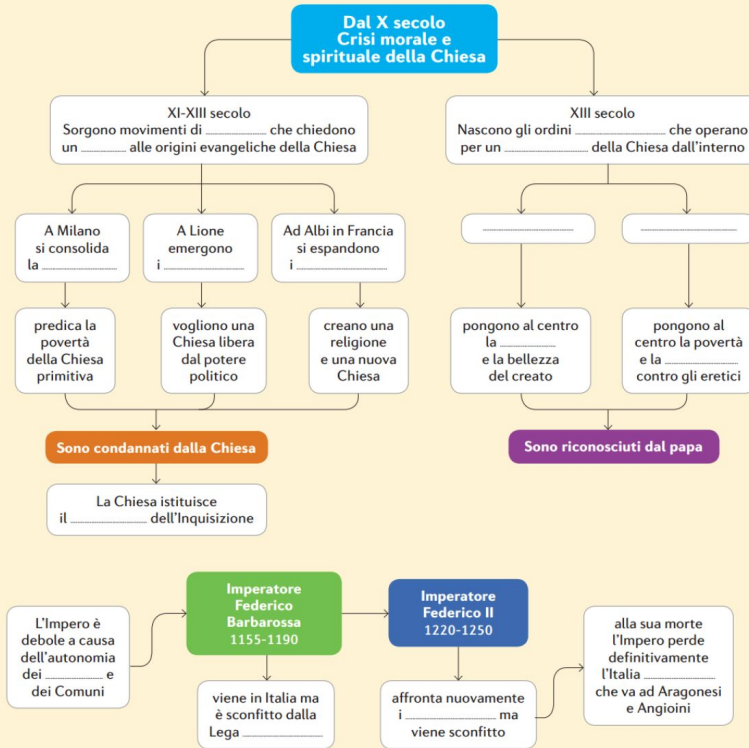 Dal X secolo
Crisi morale e
spirituale della Chiesa
XI-XIII secolo
Sorgono movimenti di ............ che chiedono
un ............ alle origini evangeliche della Chiesa
XIII secolo
Nascono gli ordini ............ che operano
per un ............ della Chiesa dall'interno
A Milano
si consolida
la ............
A Lione
emergono
i ............
Ad Albi in Francia
si espandono
i ............
............
............
predica la
povertà
della Chiesa
primitiva
vogliono una
Chiesa libera
dal potere
politico
creano una
religione
e una nuova
Chiesa
pongono al centro
la ............
e la bellezza
del creato
pongono al
centro la povertà
e la ............
contro gli eretici
Sono condannati dalla Chiesa
Sono riconosciuti dal papa
La Chiesa istituisce
il ............ dell'Inquisizione
L'Impero è
debole a causa
dell'autonomia
dei ............ e
dei Comuni
Imperatore
Federico
Barbarossa
1155-1190
Imperatore
Federico II
1220-1250
alla sua morte
l'Impero perde
definitivamente
l'Italia ............
che va ad Aragonesi
e Angioini
viene in Italia ma
è sconfitto dalla
Lega ............
affronta nuovamente
i ............ ma
viene sconfitto